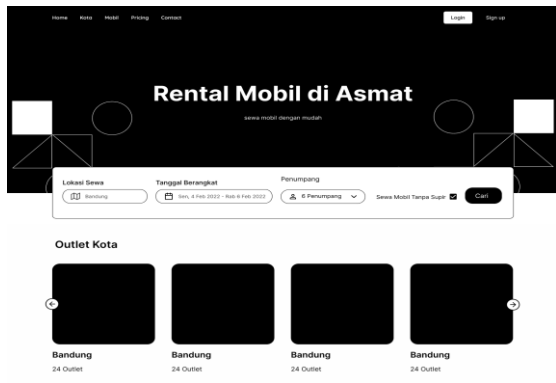 Home Kota Mobil Pricing Contact Login Sign up
Rental Mobil di Asmat
sewa mobil dengan mudah
Lokasi Sewa Tanggal Berangkat Penumpang
Bandung Sen, 4 Feb 2022 - Rab 6 Feb 2022 6 Penumpang Sewa Mobil Tanpa Supir Cari
Outlet Kota
Bandung Bandung Bandung Bandung
24 Outlet 24 Outlet 24 Outlet 24 Outlet